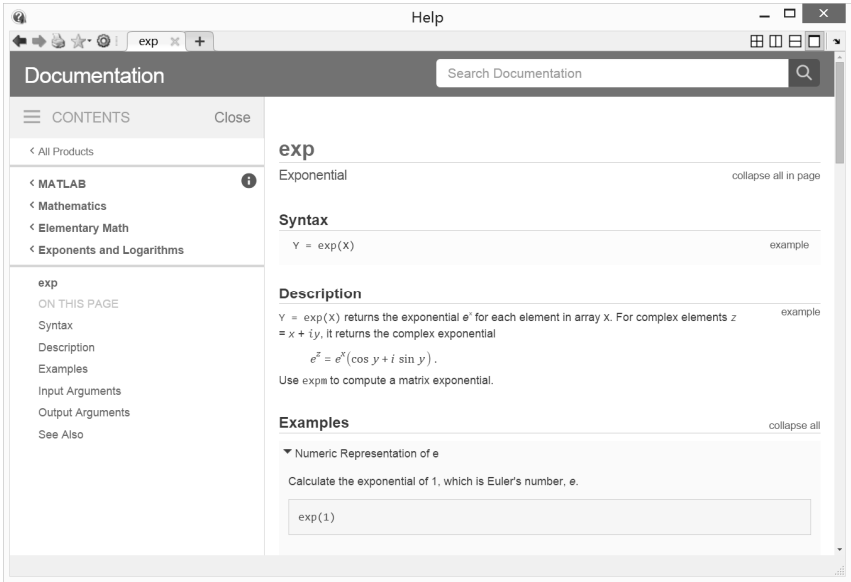 Help
exp
Documentation
Search Documentation
CONTENTS
Close
< All Products
< MATLAB
< Mathematics
< Elementary Math
< Exponents and Logarithms
exp
ON THIS PAGE
Syntax
Description
Examples
Input Arguments
Output Arguments
See Also
exp
Exponential
collapse all in page
Syntax
Y = exp(X)
example
Description
example
Y = exp(X) returns the exponential eˣ for each element in array X. For complex elements z
= x + iy, it returns the complex exponential
eᶻ = eˣ(cos y + i sin y) .
Use expm to compute a matrix exponential.
Examples
collapse all
Numeric Representation of e
Calculate the exponential of 1, which is Euler's number, e.
exp(1)